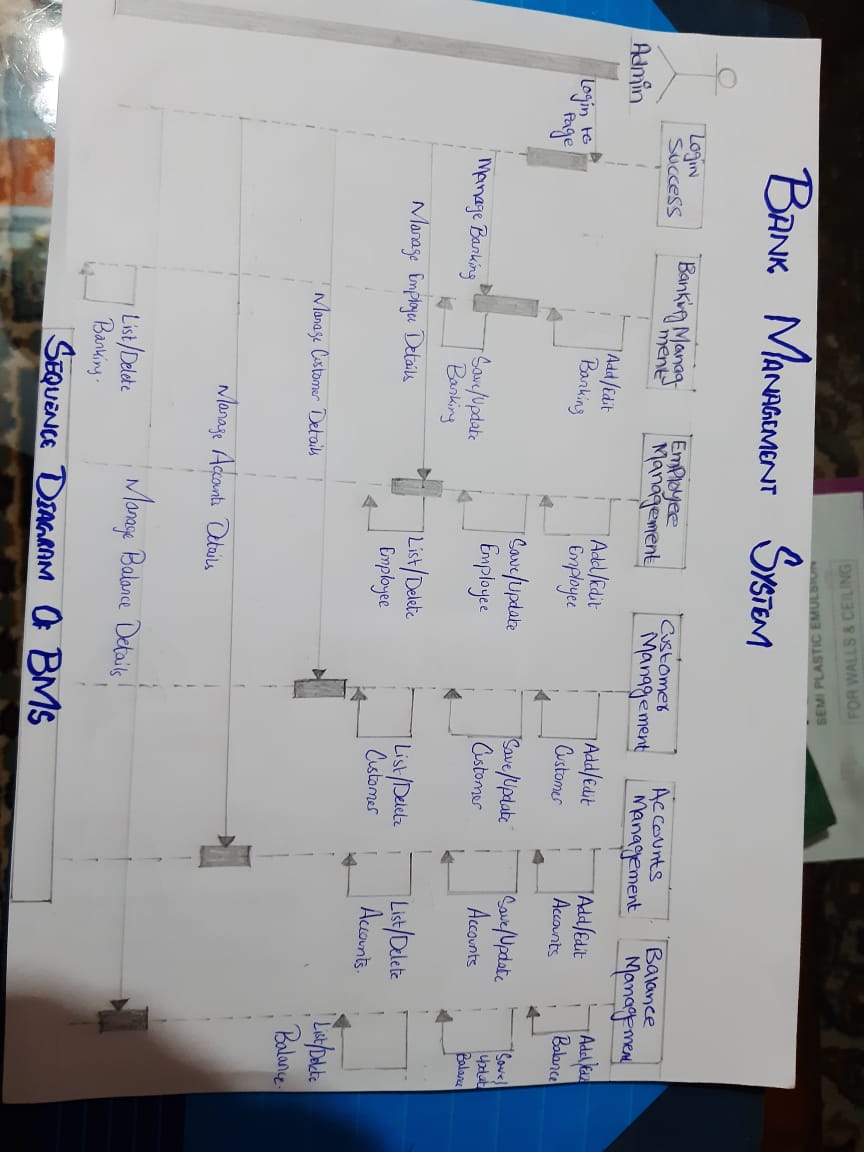 BANK MANAGEMENT SYSTEM
Admin
Login
Success
Banking Manag
ment
Employee
Management
Customer
Management
Accounts
Management
Balance
Management
Login to
Page
Add/Edit
Banking
Add/Edit
Employee
Add/Edit
Customer
Add/Edit
Accounts
Add/Edit
Balance
Manage Banking
Save/Update
Banking
Save/Update
Employee
Save/Update
Customer
Save/Update
Accounts
Save/
Update
Balance
Manage Employee Details
List/Delete
Employee
List/Delete
Customer
List/Delete
Accounts.
List/Delete
Balance.
Manage Customer Details
Manage Accounts Details
List/Delete
Banking.
Manage Balance Details
SEQUENCE DIAGRAM OF BMS
SEMI PLASTIC EMULSION
FOR WALLS & CEILING